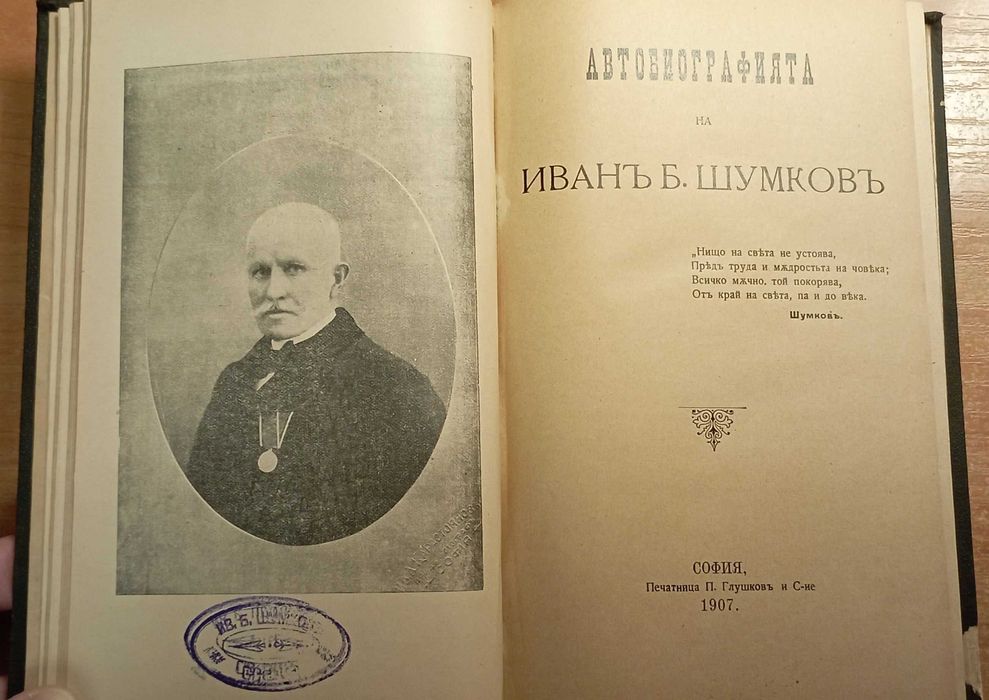 АВТОБИОГРАФИЯТА
НА
ИВАНЪ Б. ШУМКОВЪ
„Нищо на свѣта не устоява,
Прѣдъ труда и мѫдростьта на човѣка;
Всичко мѫчно. той покорява,
Отъ край на свѣта, па и до вѣка.
Шумковъ.
СОФИЯ,
Печатница П. Глушковъ и С-ие
1907.
ИВ. Б.